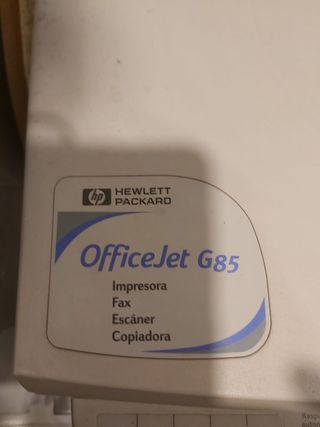 hp HEWLETT
PACKARD
OfficeJet G85
Impresora
Fax
Escáner
Copiadora